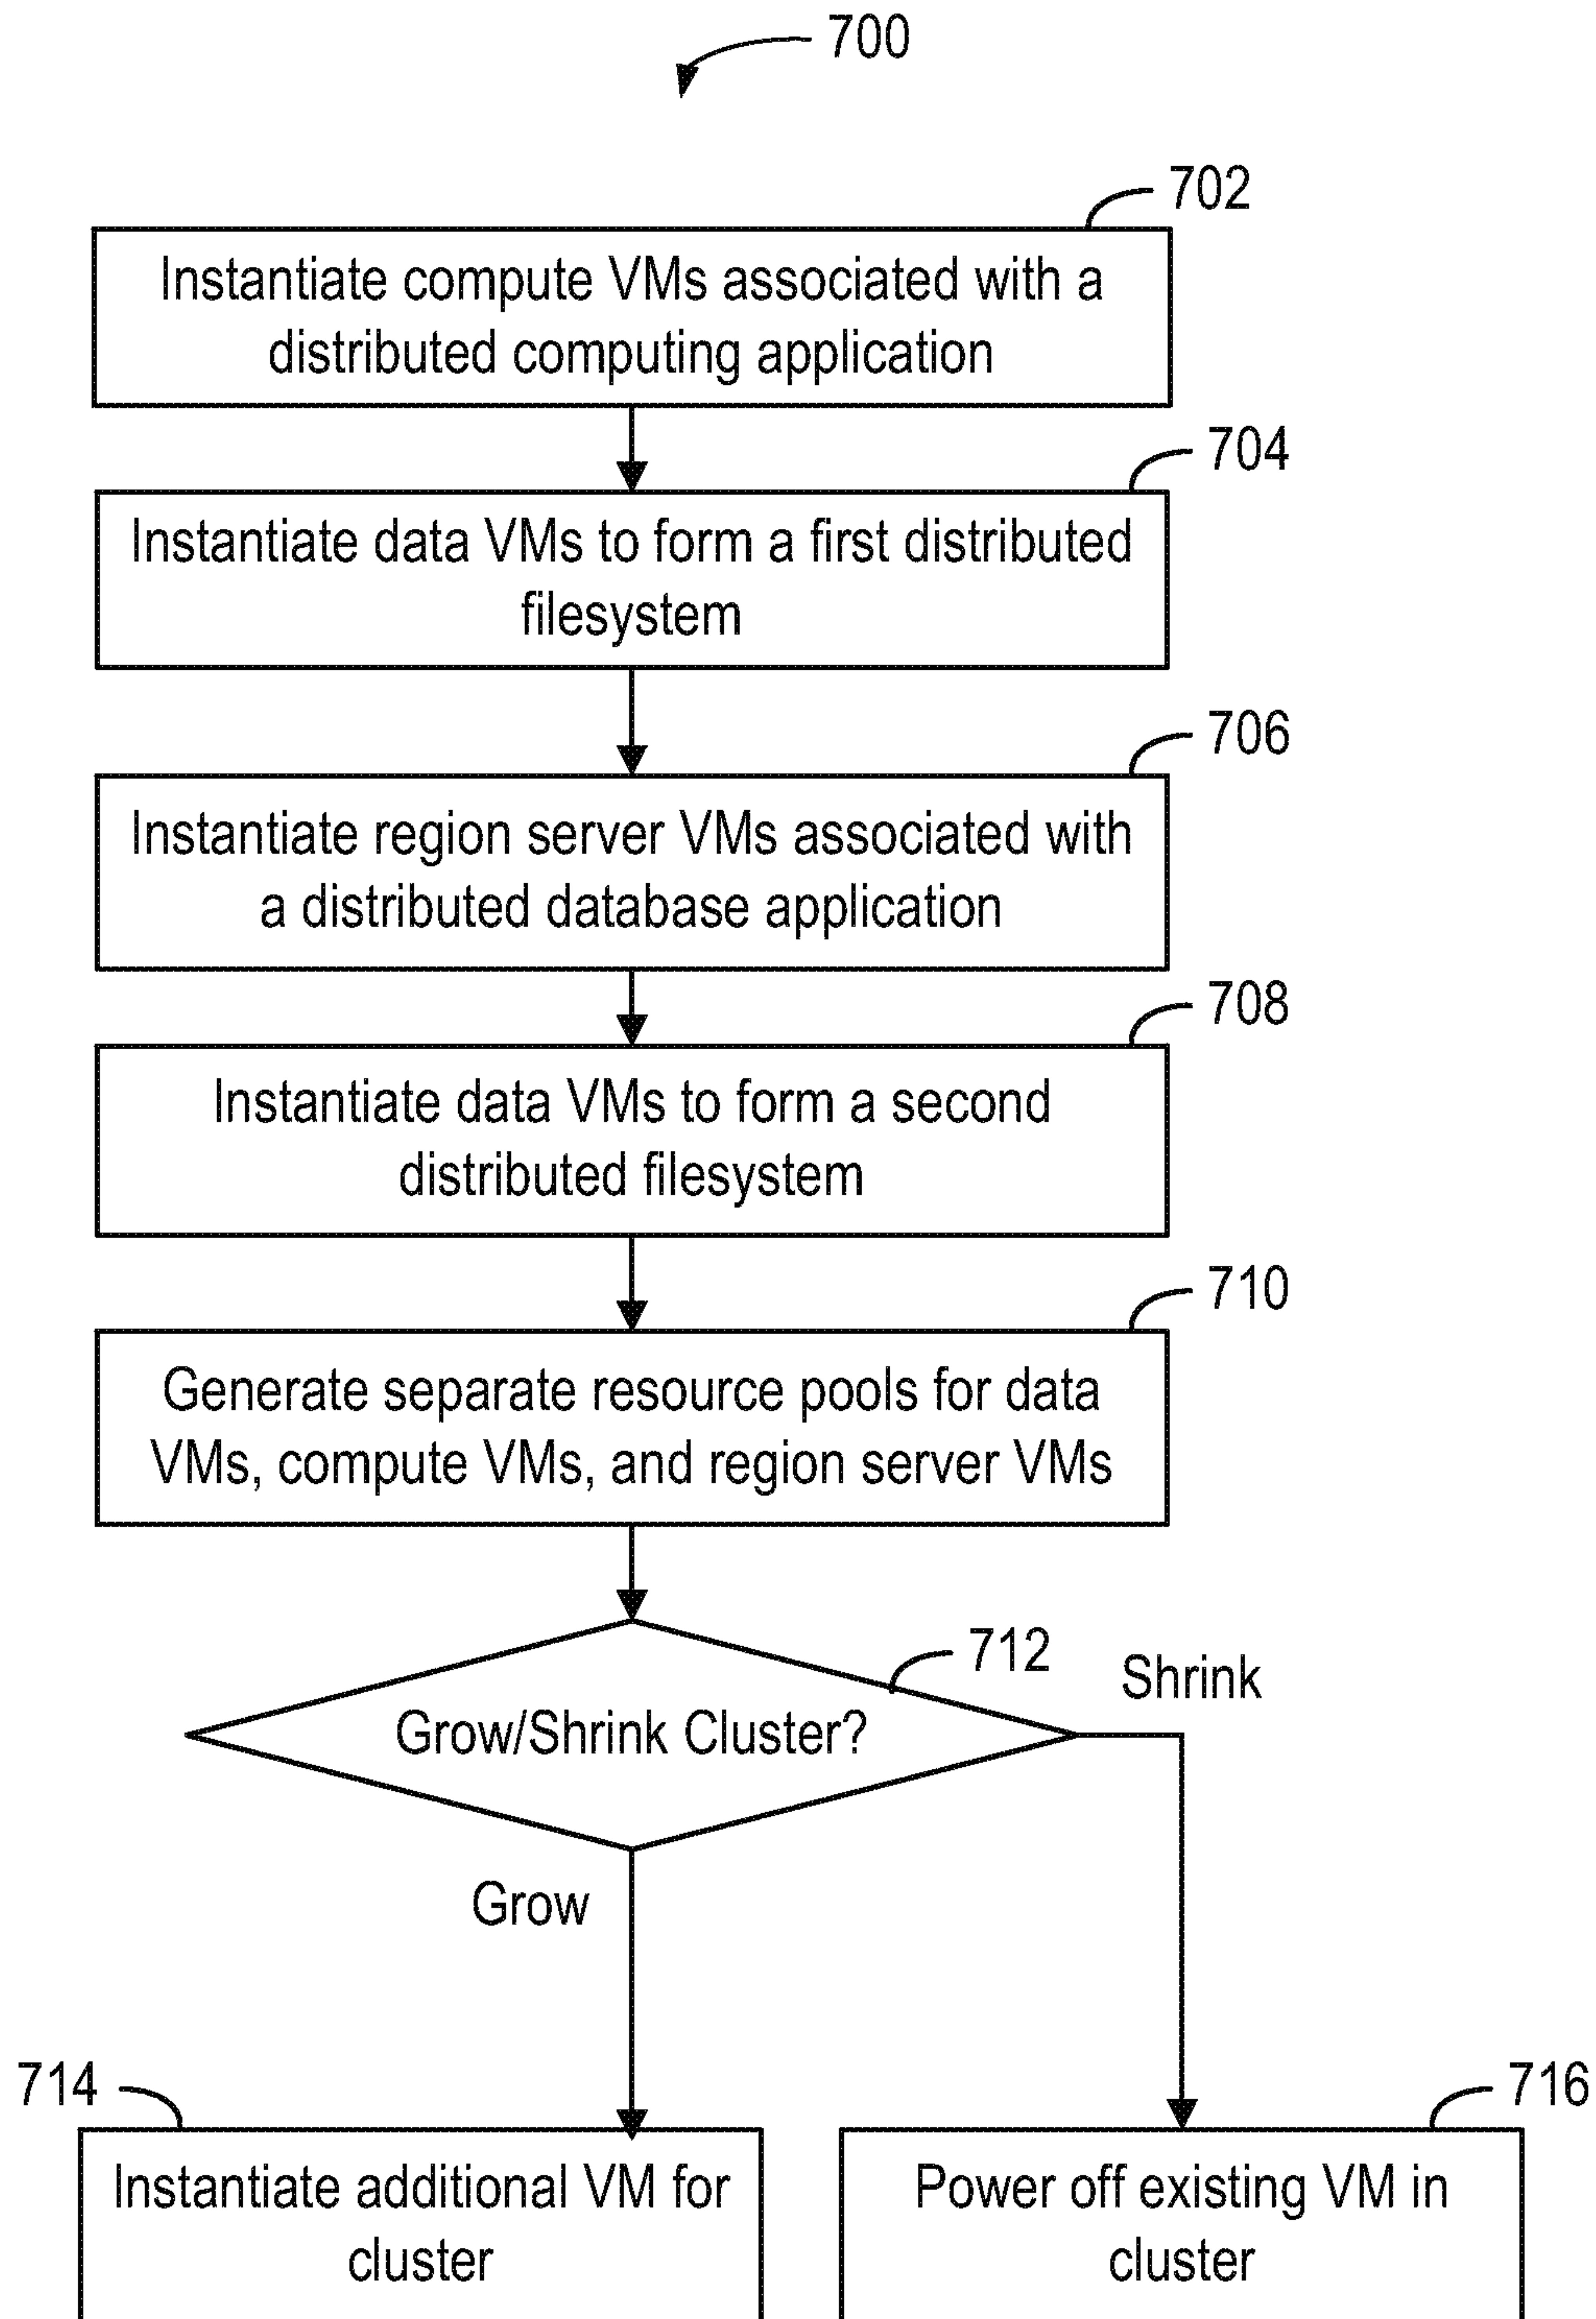 700
702
Instantiate compute VMs associated with a
distributed computing application
704
Instantiate data VMs to form a first distributed
filesystem
706
Instantiate region server VMs associated with
a distributed database application
708
Instantiate data VMs to form a second
distributed filesystem
710
Generate separate resource pools for data
VMs, compute VMs, and region server VMs
712
Shrink
Grow/Shrink Cluster?
Grow
714
716
Instantiate additional VM for
cluster
Power off existing VM in
cluster